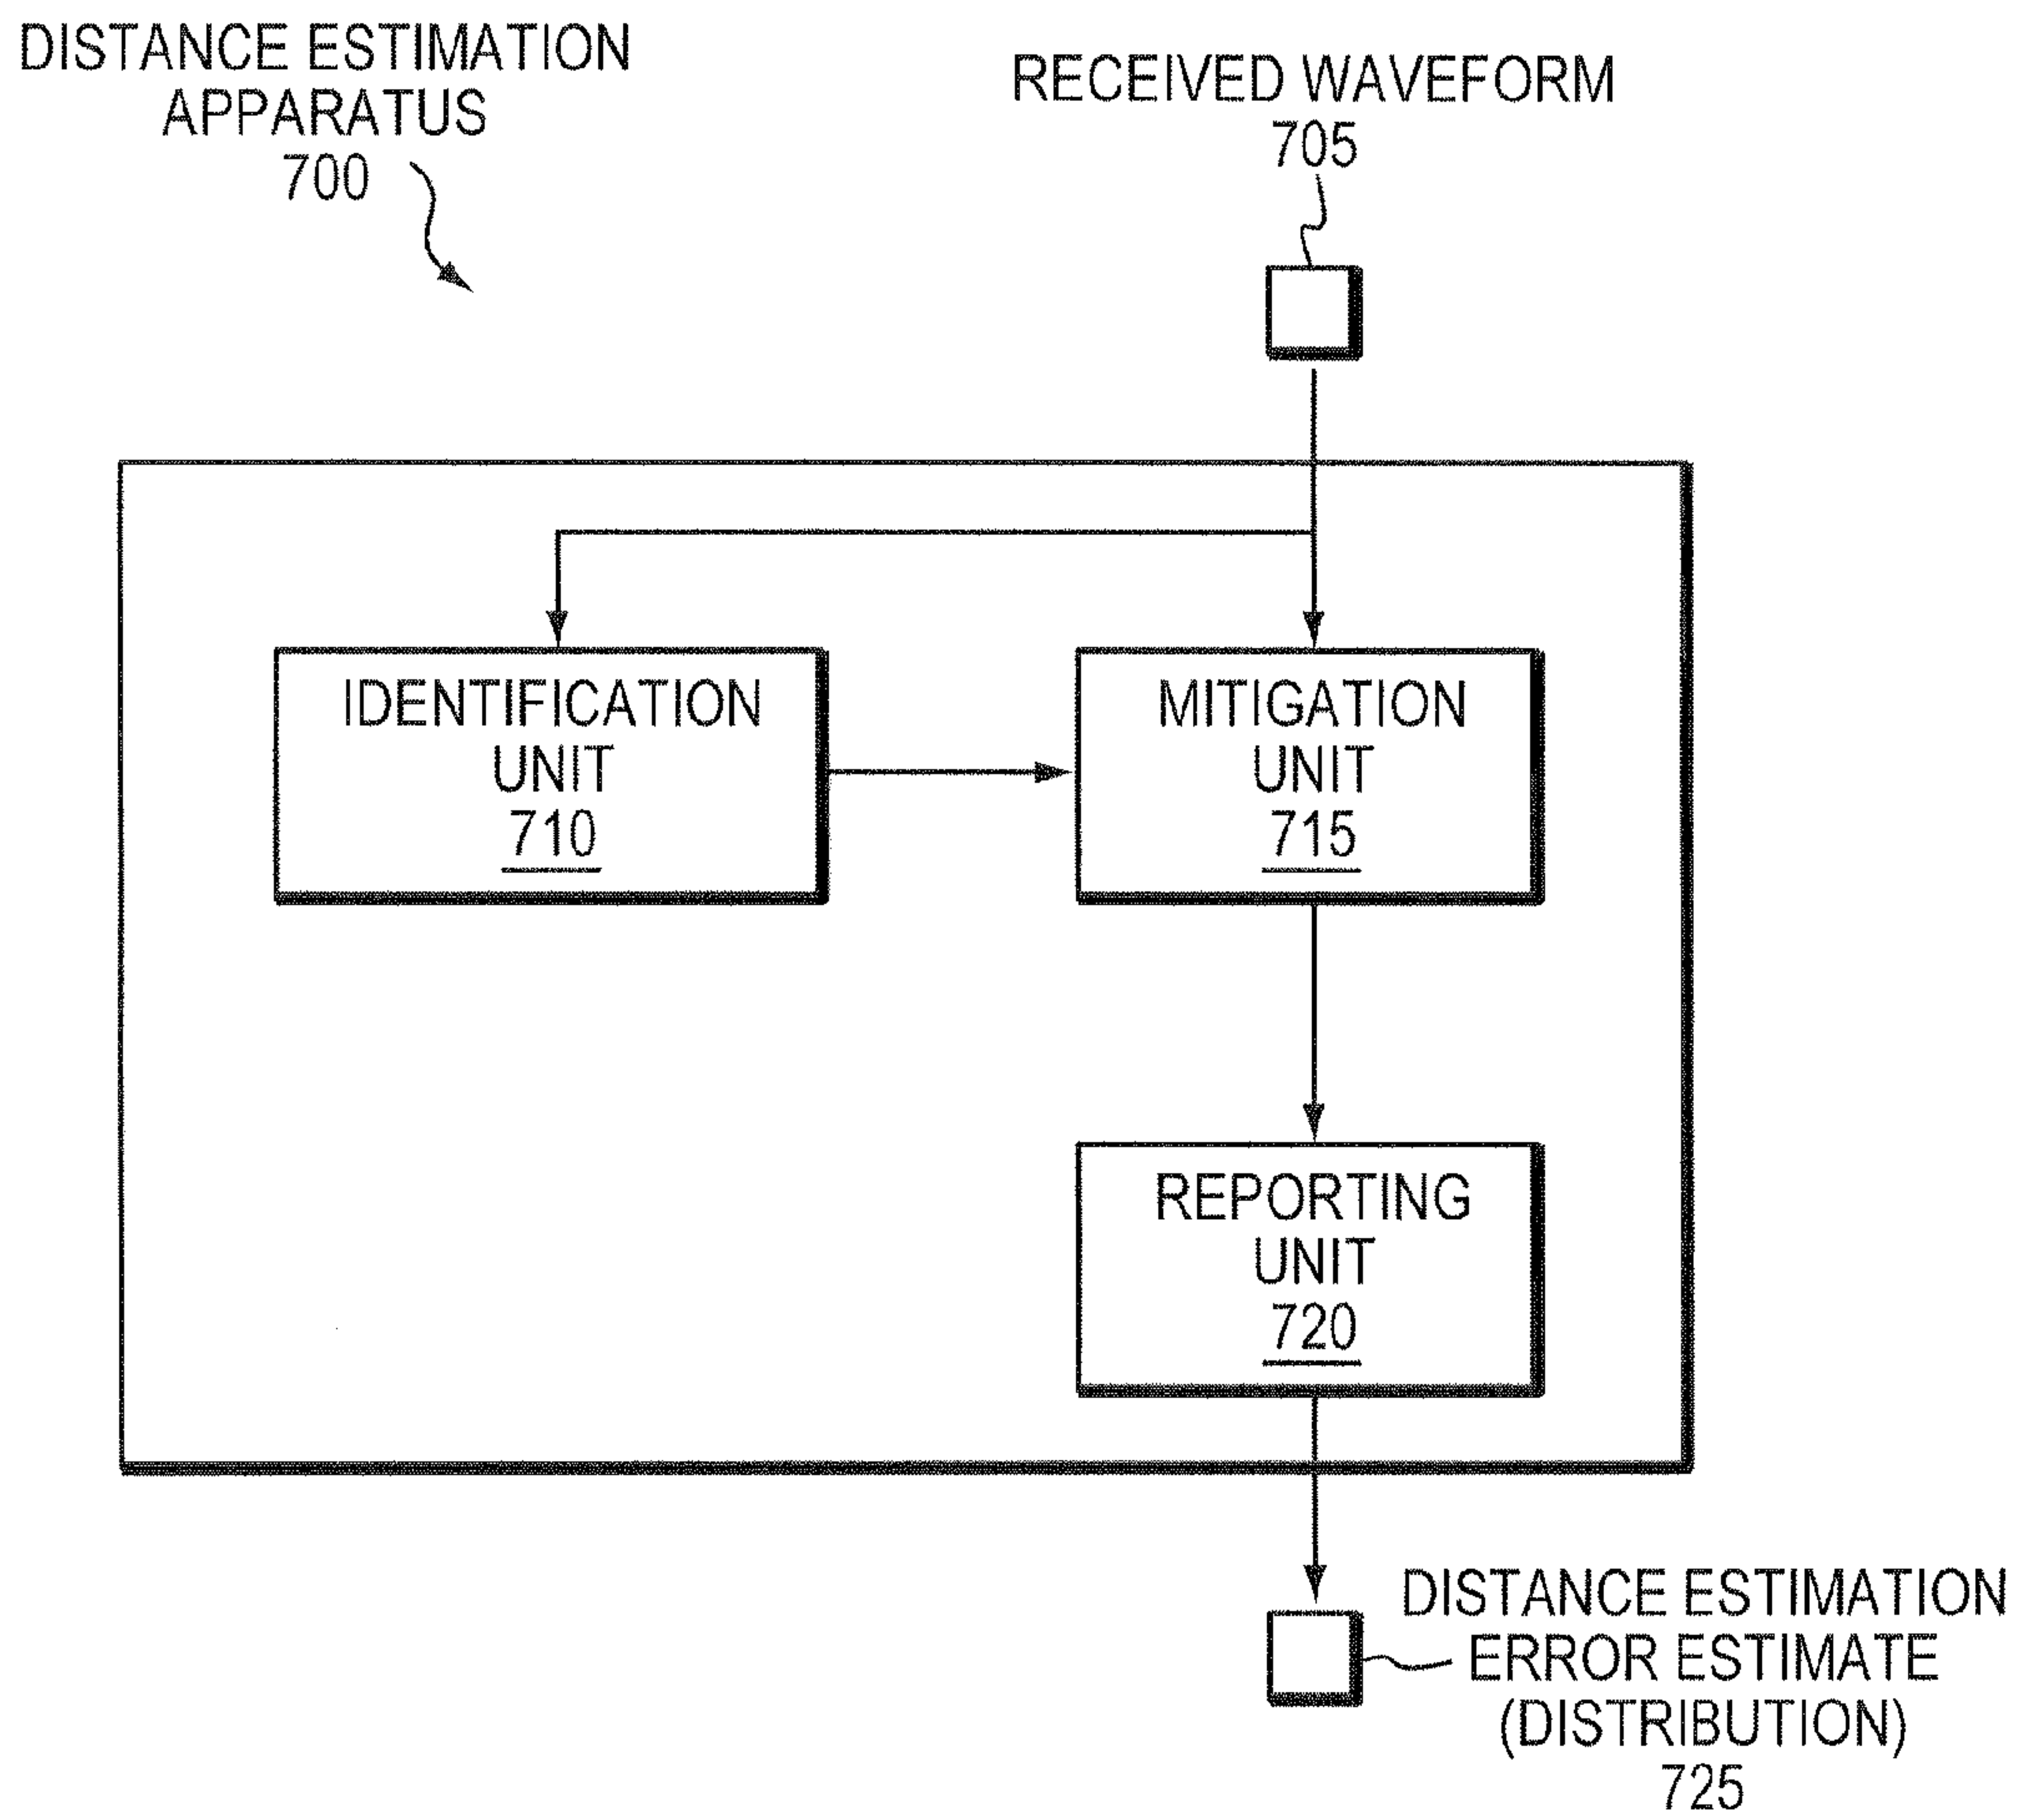 DISTANCE ESTIMATION
APPARATUS
700
RECEIVED WAVEFORM
705
IDENTIFICATION
UNIT
710
MITIGATION
UNIT
715
REPORTING
UNIT
720
DISTANCE ESTIMATION
ERROR ESTIMATE
(DISTRIBUTION)
725